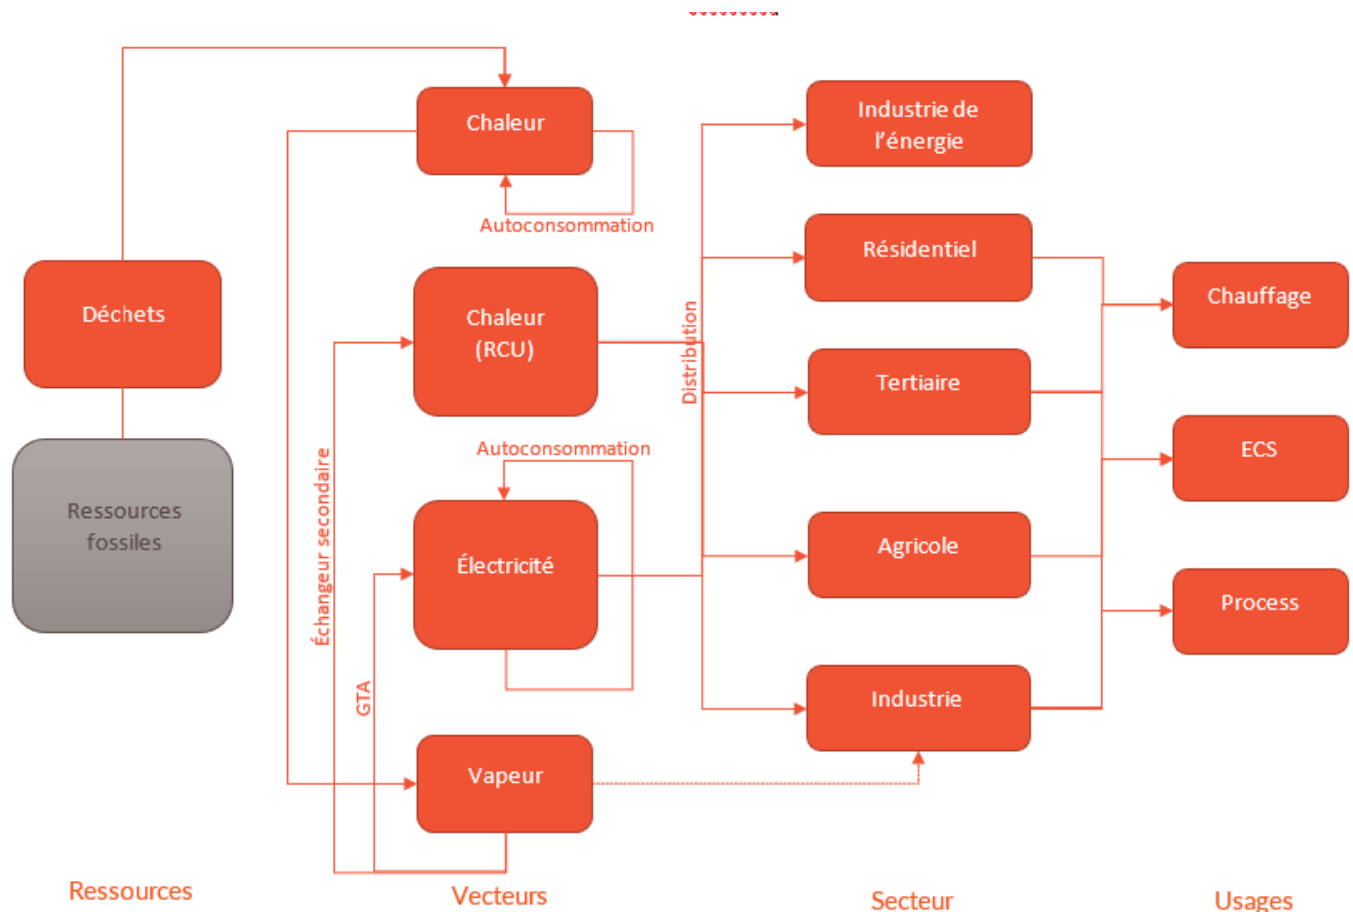 Chaleur
Autoconsommation
Industrie de
l'énergie
Résidentiel
Déchets
Chaleur
(RCU)
Distribution
Chauffage
Tertiaire
Autoconsommation
ECS
Ressources
fossiles
Échangeur secondaire
Électricité
Agricole
Process
GTA
Industrie
Vapeur
Ressources
Vecteurs
Secteur
Usages